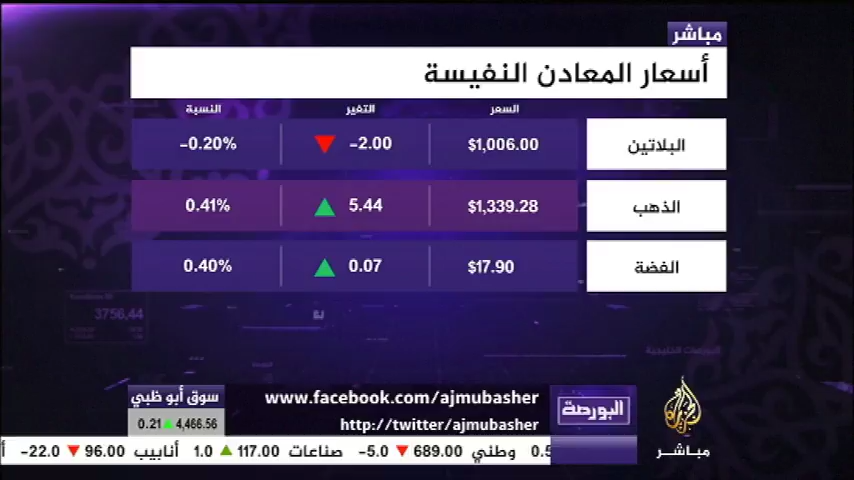 مباشر
أسعار المعادن النفيسة
السعر التغير النسبة
البلاتين $1,006.00 -2.00 -0.20%
الذهب $1,339.28 5.44 0.41%
الفضة $17.90 0.07 0.40%
3756,44
البورصات الخليجية
سوق أبو ظبي
4,466.56 0.21
www.facebook.com/ajmubasher
http://twitter/ajmubasher
البورصة
الجزيرة
مباشر
0.5 وطني 689.00 -5.0 صناعات 117.00 1.0 أنابيب 96.00 -22.0